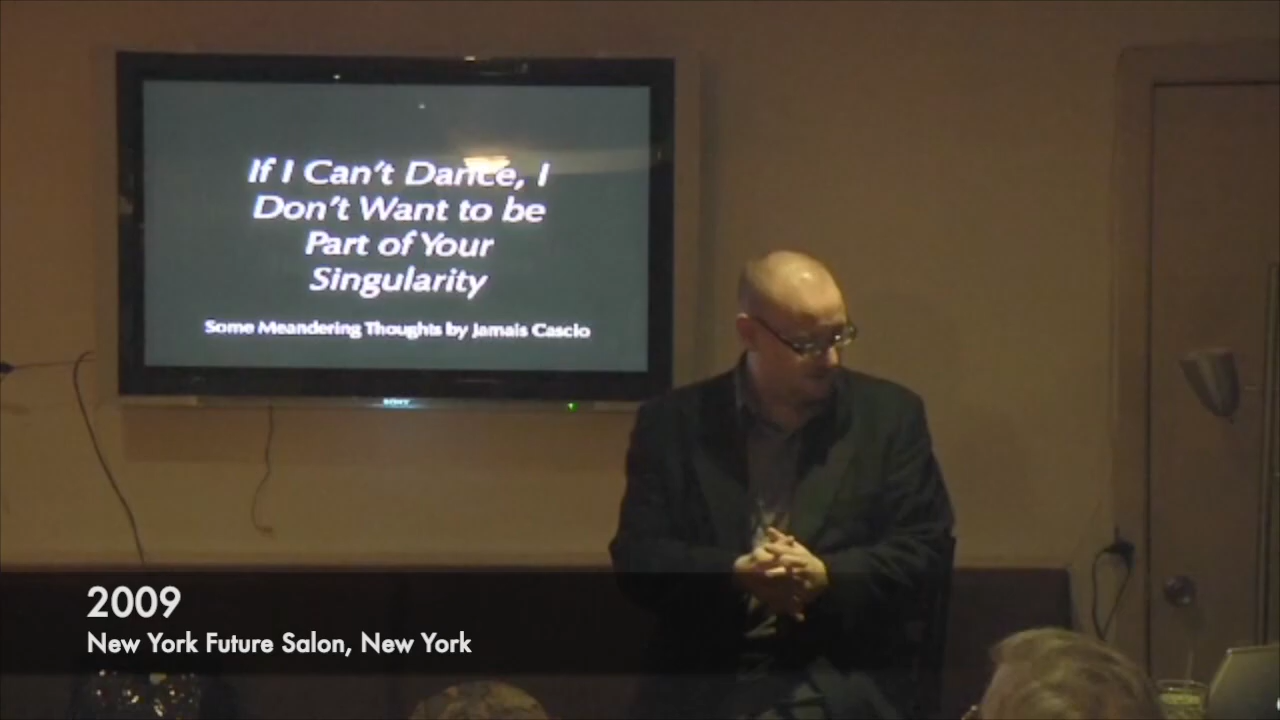 If I Can't Dance, I
Don't Want to be
Part of Your
Singularity
Some Meandering Thoughts by Jamais Cascio
SONY
2009
New York Future Salon, New York